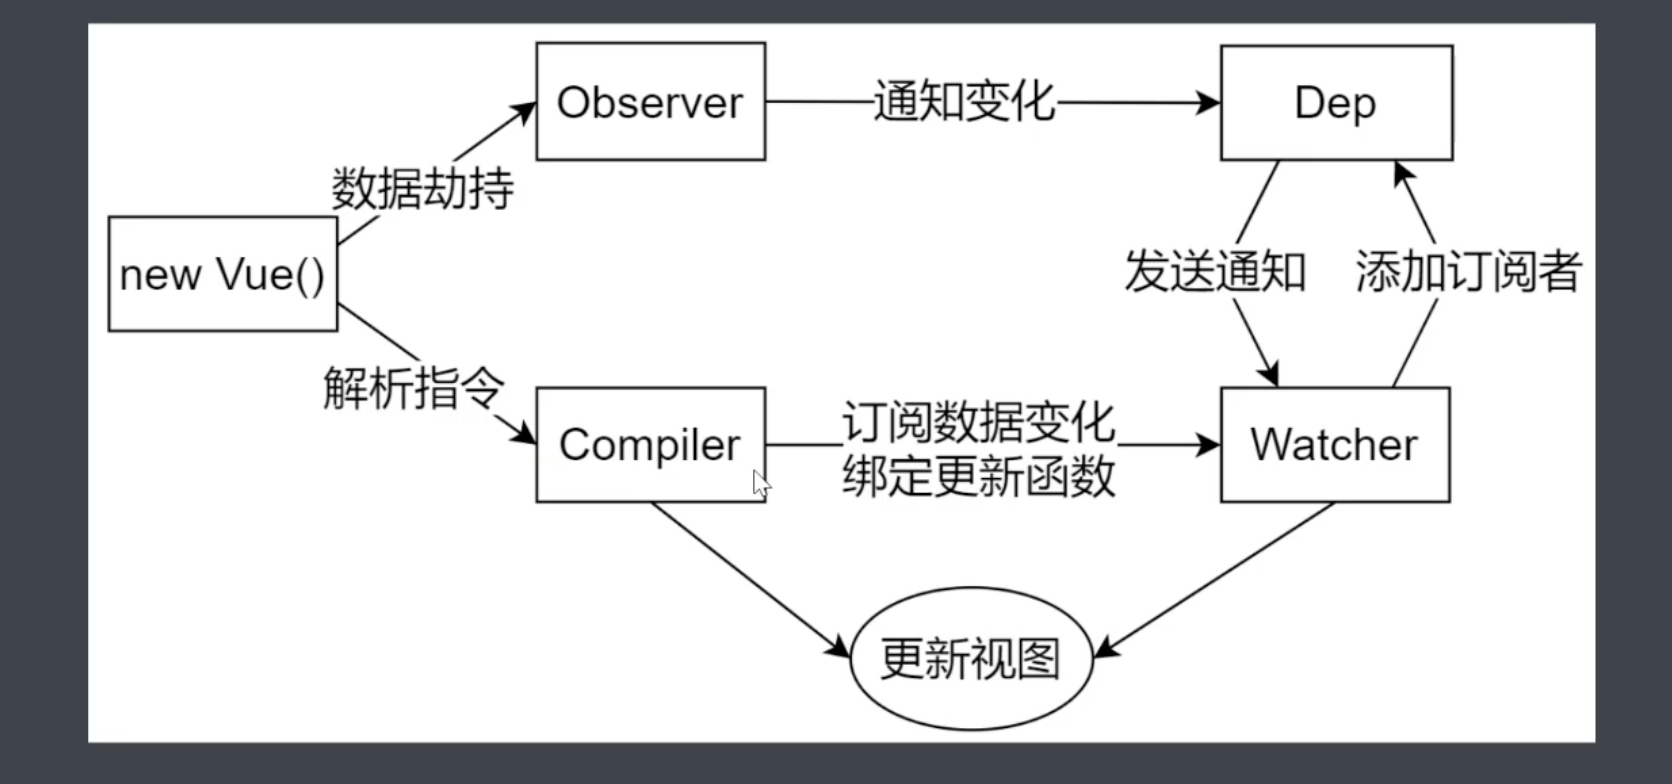 Observer
通知变化
Dep
数据劫持
new Vue()
发送通知
添加订阅者
解析指令
Compiler
订阅数据变化
绑定更新函数
Watcher
更新视图